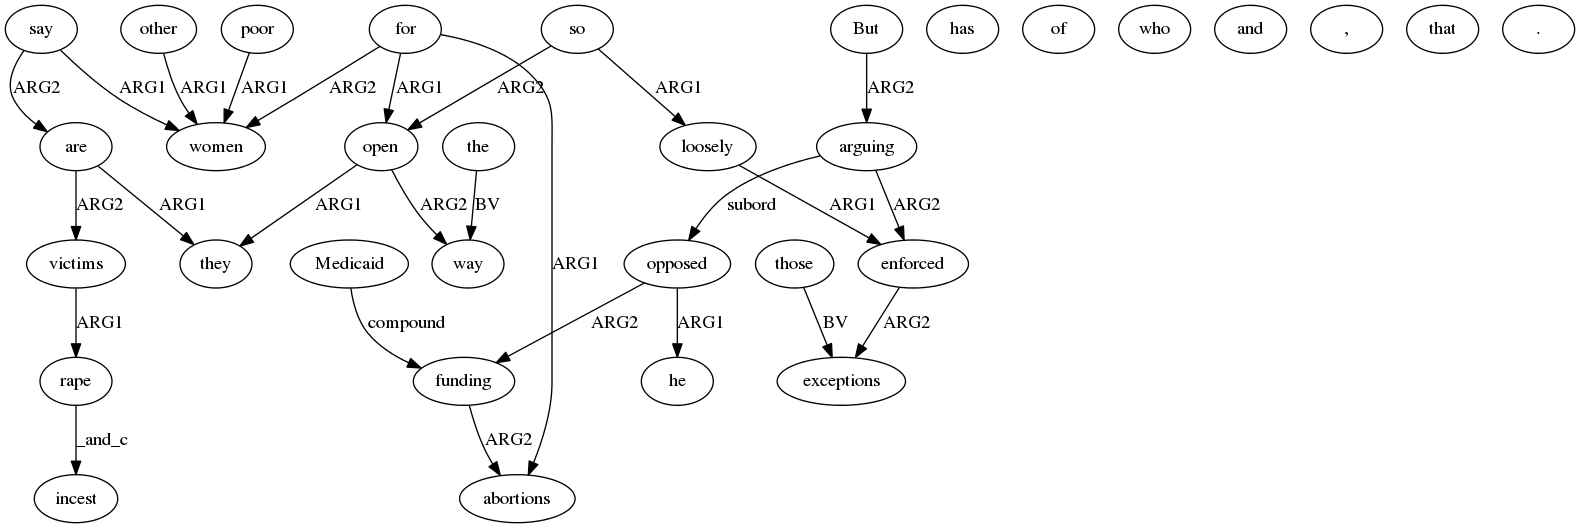 say other poor for so But has of who and , that .
ARG2 ARG1 ARG1 ARG1 ARG2 ARG1 ARG2 ARG1 ARG2
are women open the loosely arguing
ARG2 ARG1 ARG1 ARG2 BV subord ARG1 ARG2
victims they Medicaid way opposed those enforced
ARG1
ARG1 compound ARG2 ARG1 BV ARG2
rape funding he exceptions
_and_c ARG2
incest abortions